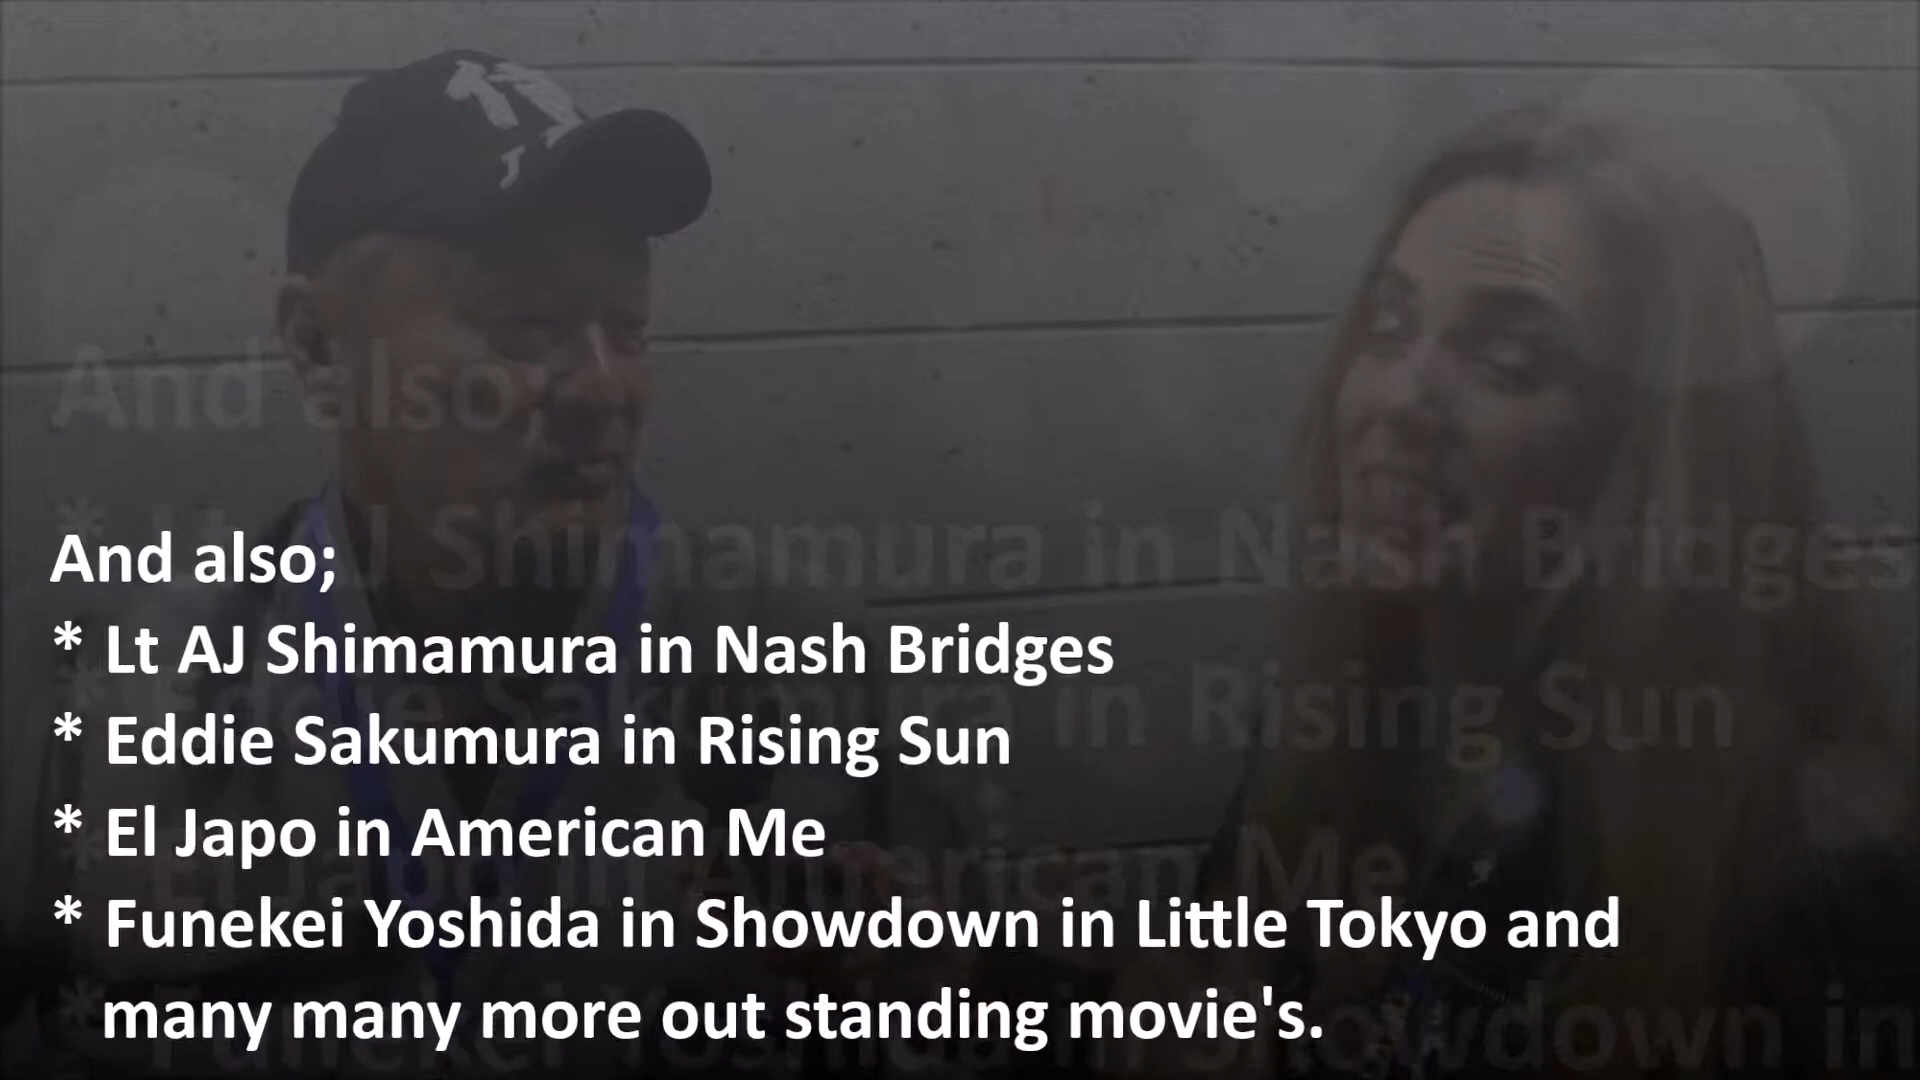 And also;
* Lt AJ Shimamura in Nash Bridges
* Eddie Sakumura in Rising Sun
* El Japo in American Me
* Funekei Yoshida in Showdown in Little Tokyo and
many many more out standing movie's.